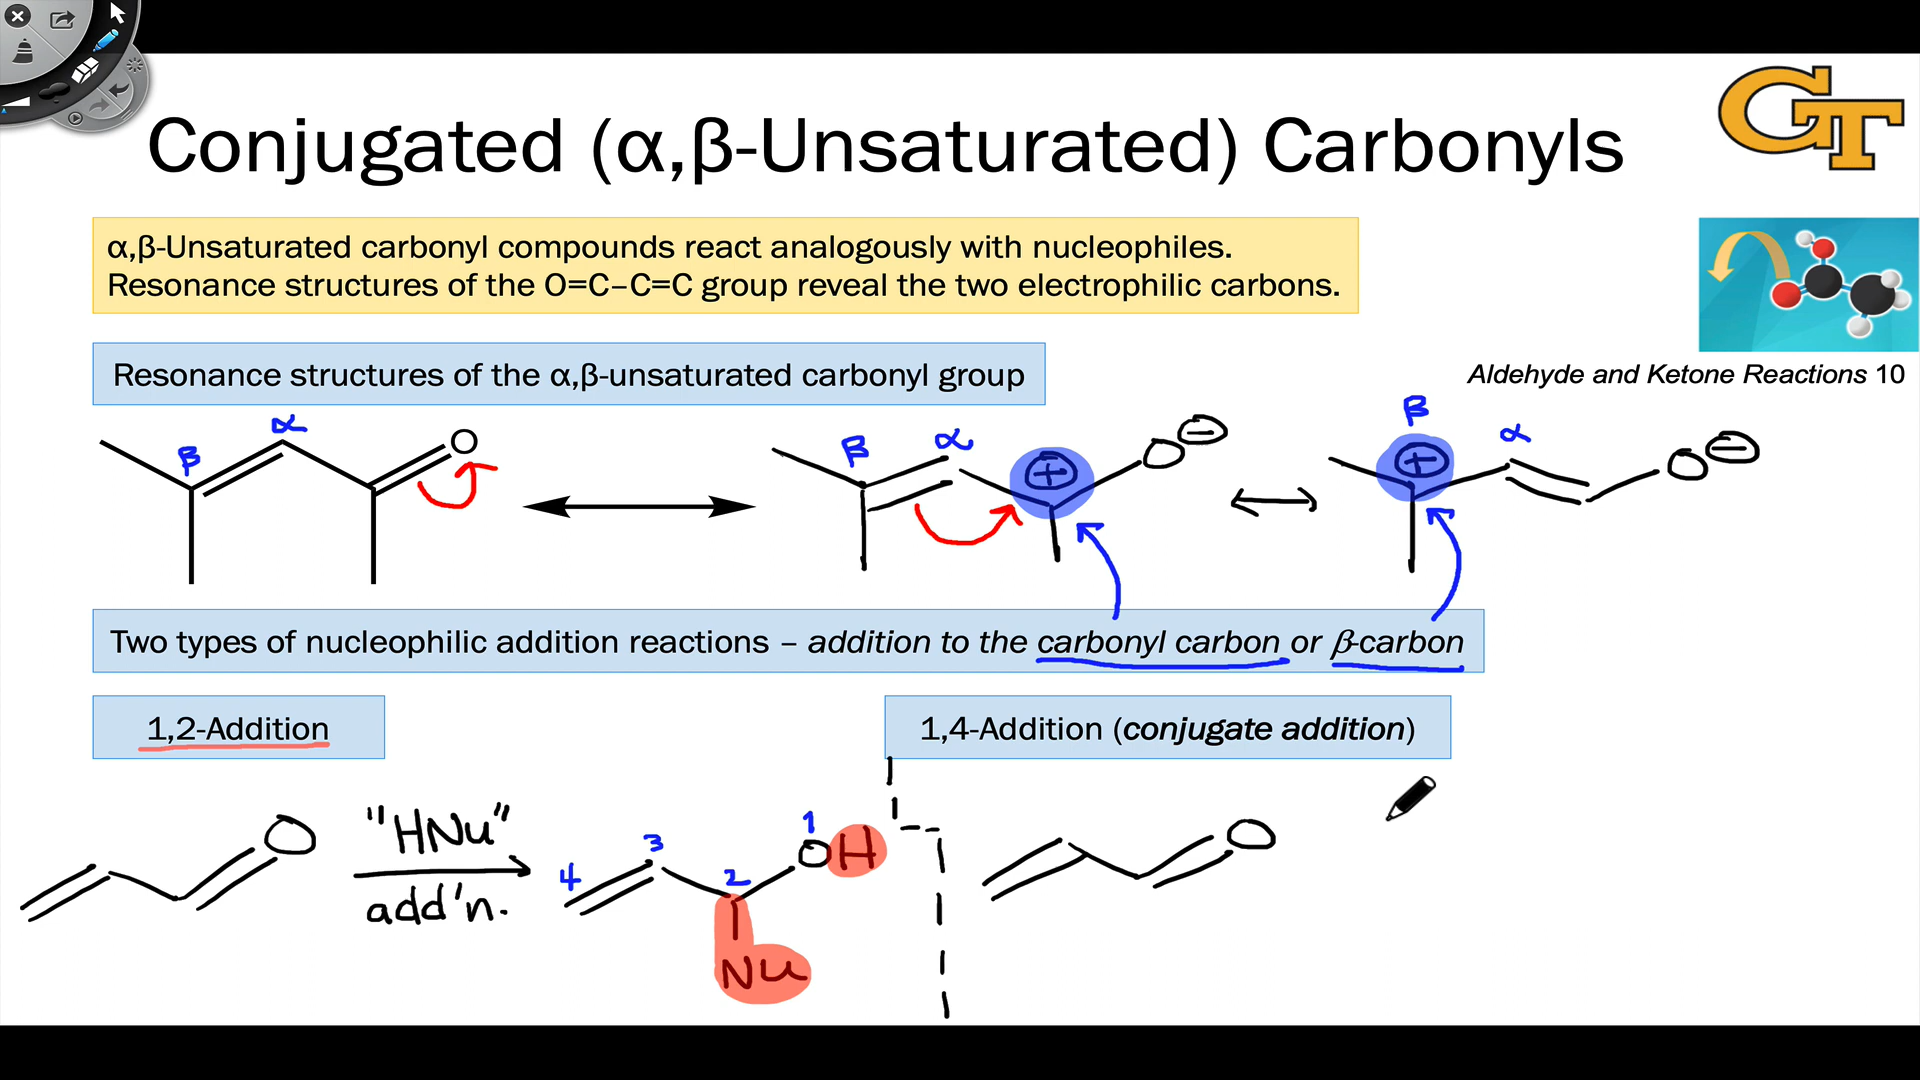 Conjugated (α,β-Unsaturated) Carbonyls
GT
α,β-Unsaturated carbonyl compounds react analogously with nucleophiles.
Resonance structures of the O=C–C=C group reveal the two electrophilic carbons.
Resonance structures of the α,β-unsaturated carbonyl group
Aldehyde and Ketone Reactions 10
β α O
β α + O −
β + α O −
Two types of nucleophilic addition reactions – addition to the carbonyl carbon or β-carbon
1,2-Addition
1,4-Addition (conjugate addition)
O
"HNu"
add'n.
4 3 2 1 OH
Nu
O